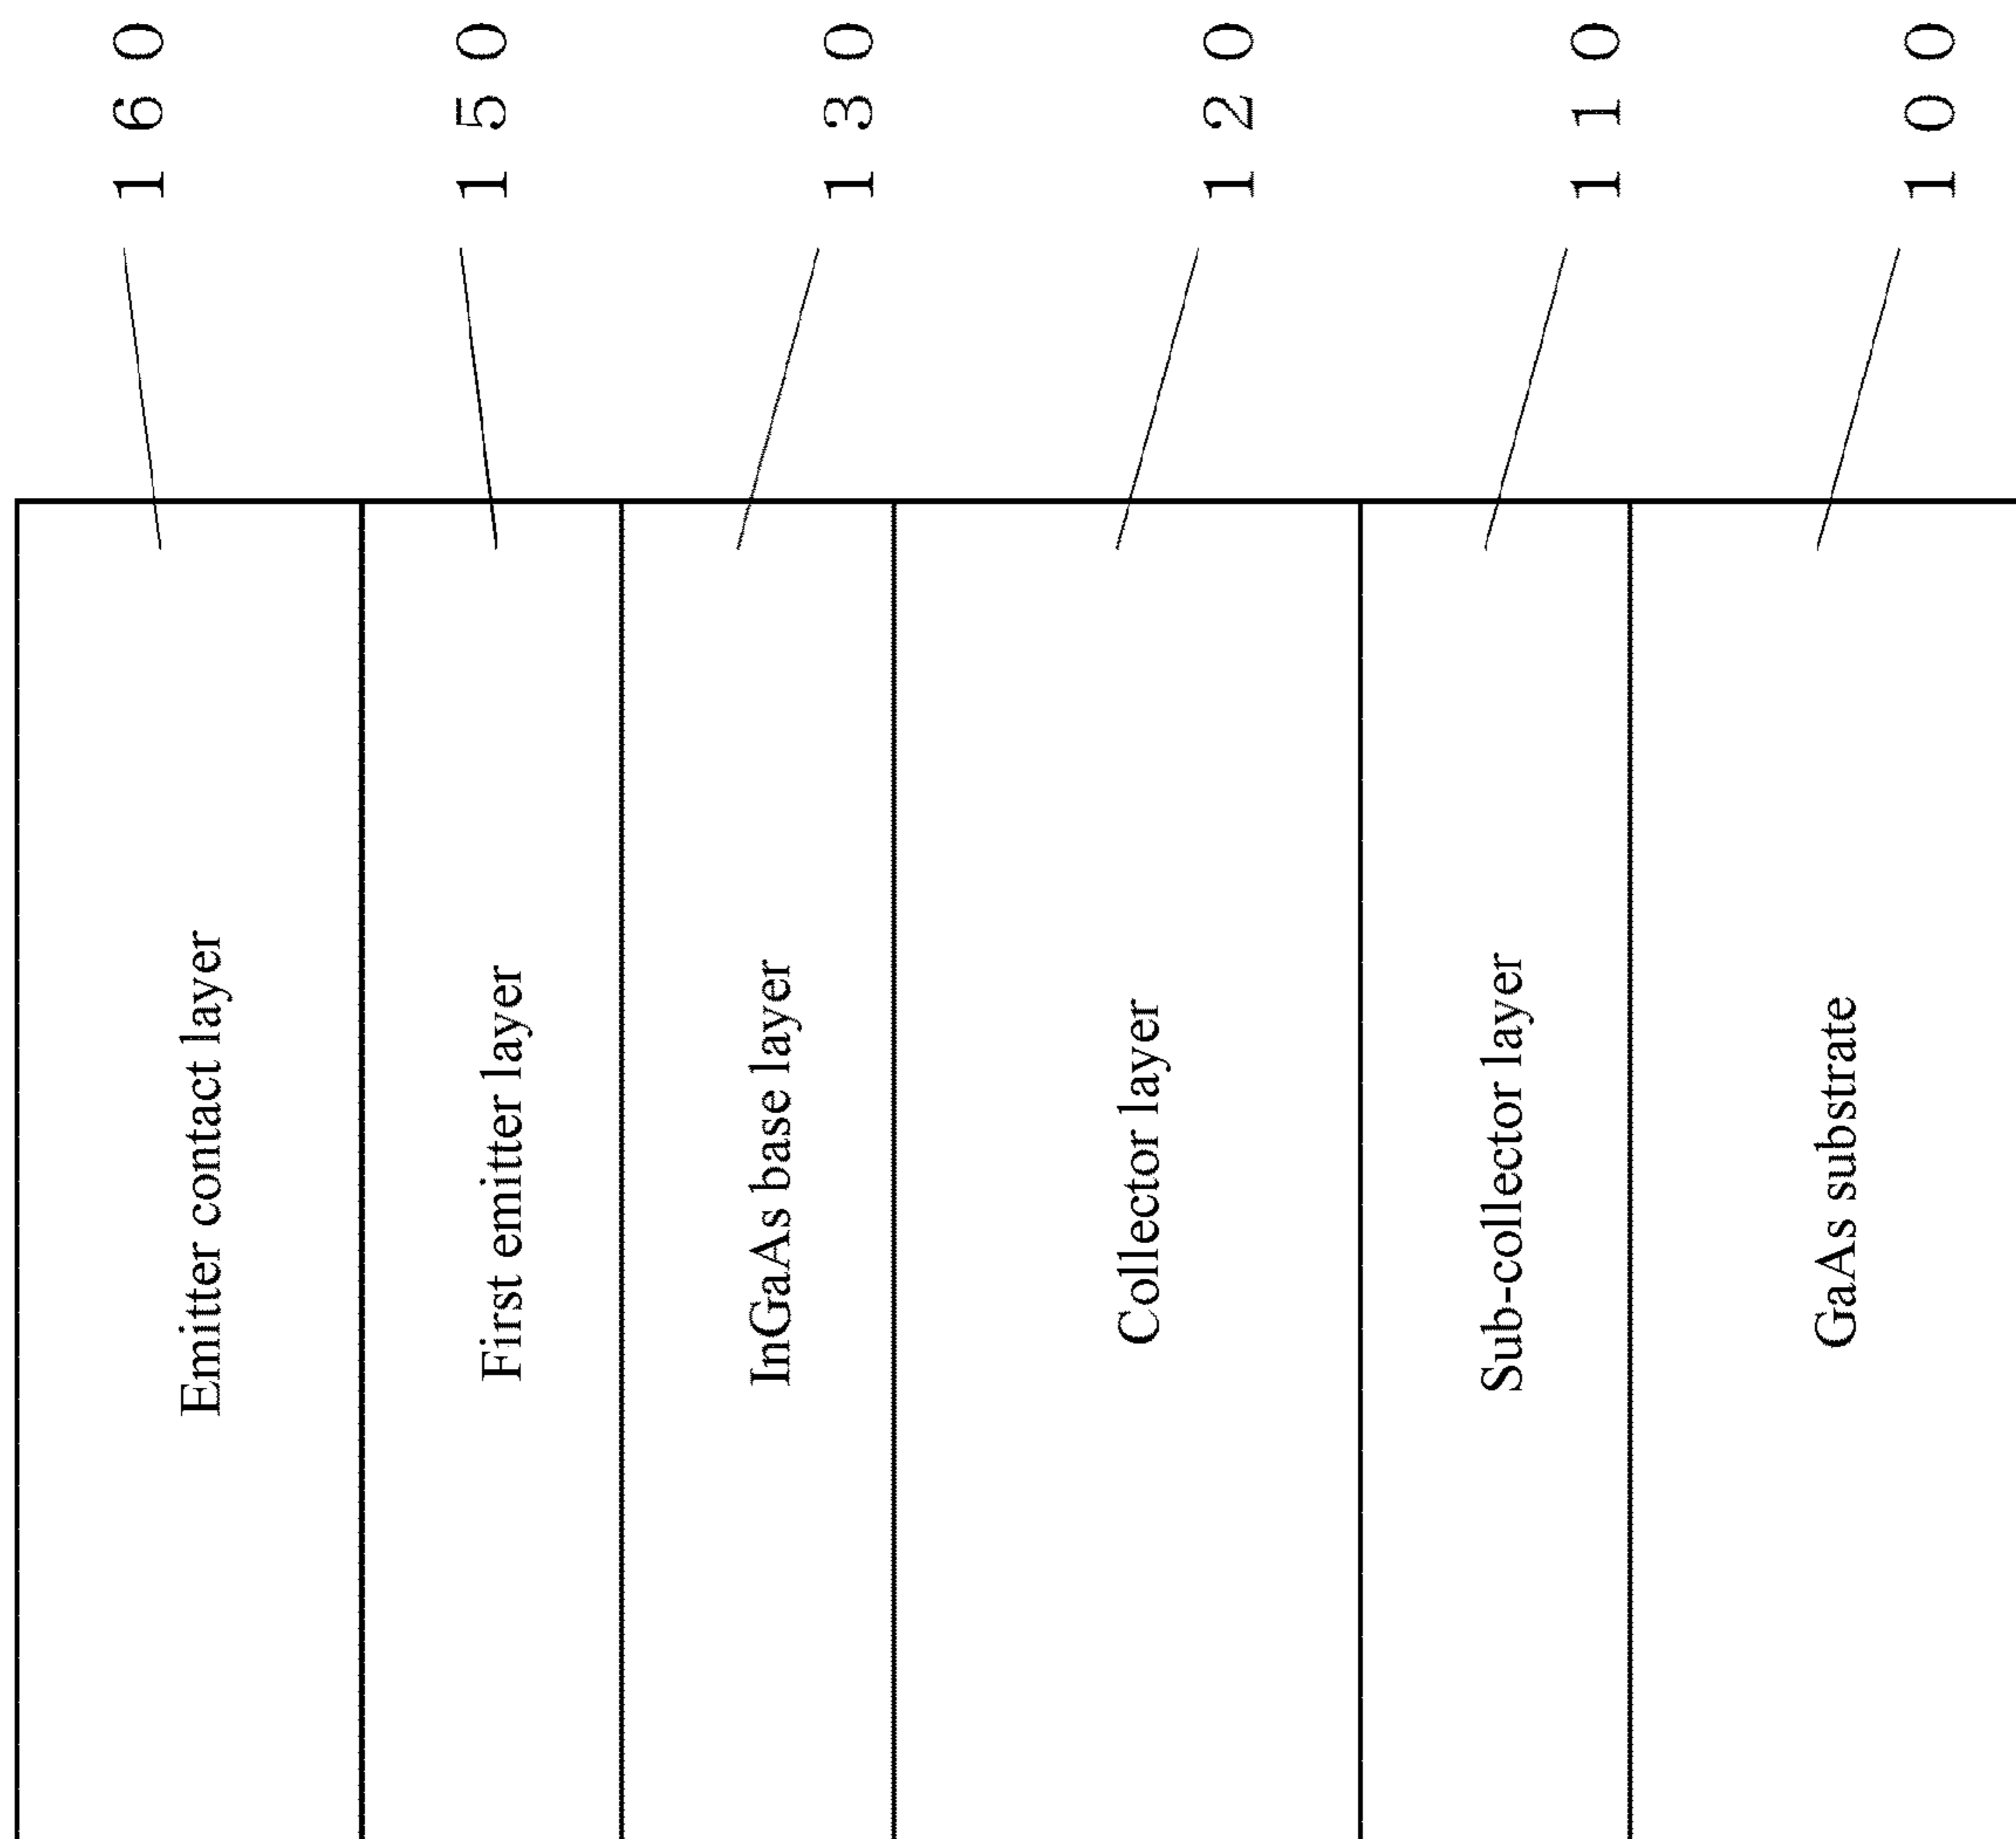 Emitter contact layer 160
First emitter layer 150
InGaAs base layer 130
Collector layer 120
Sub-collector layer 110
GaAs substrate 100